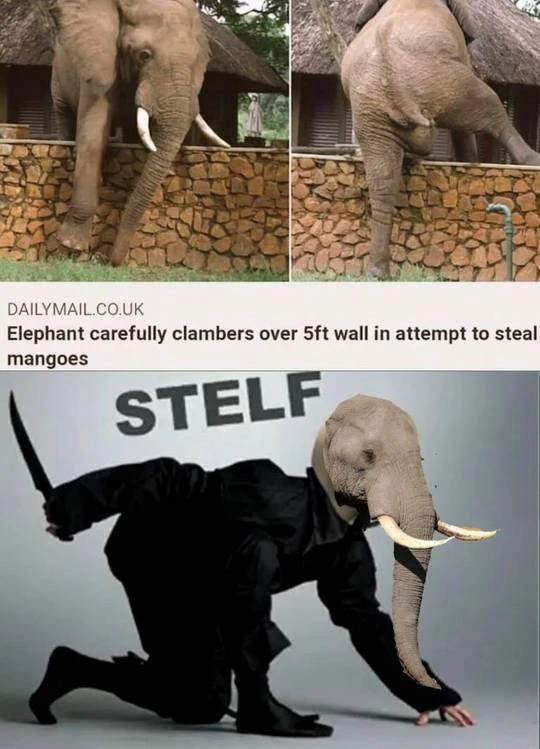 DAILYMAIL.CO.UK
Elephant carefully clambers over 5ft wall in attempt to steal
mangoes
STELF